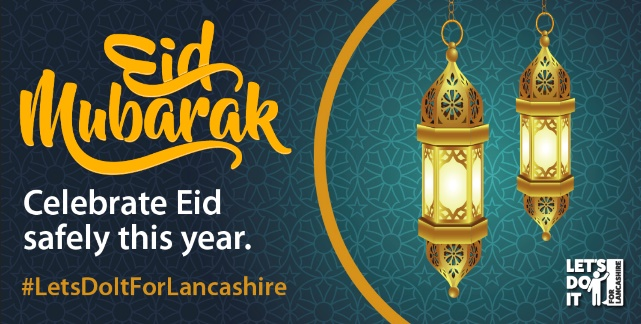 Eid
Mubarak
Celebrate Eid
safely this year.
#LetsDoItForLancashire
LET'S
DO
IT
FOR
LANCASHIRE